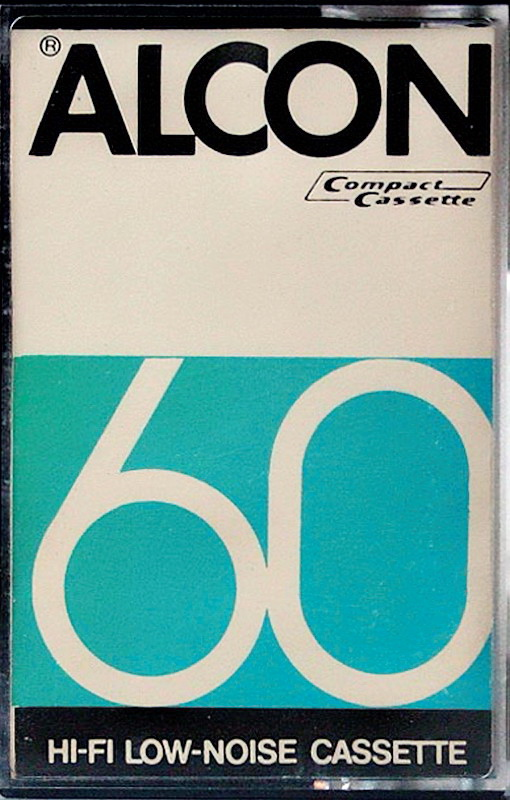 ® ALCON
Compact
Cassette
60
HI-FI LOW-NOISE CASSETTE